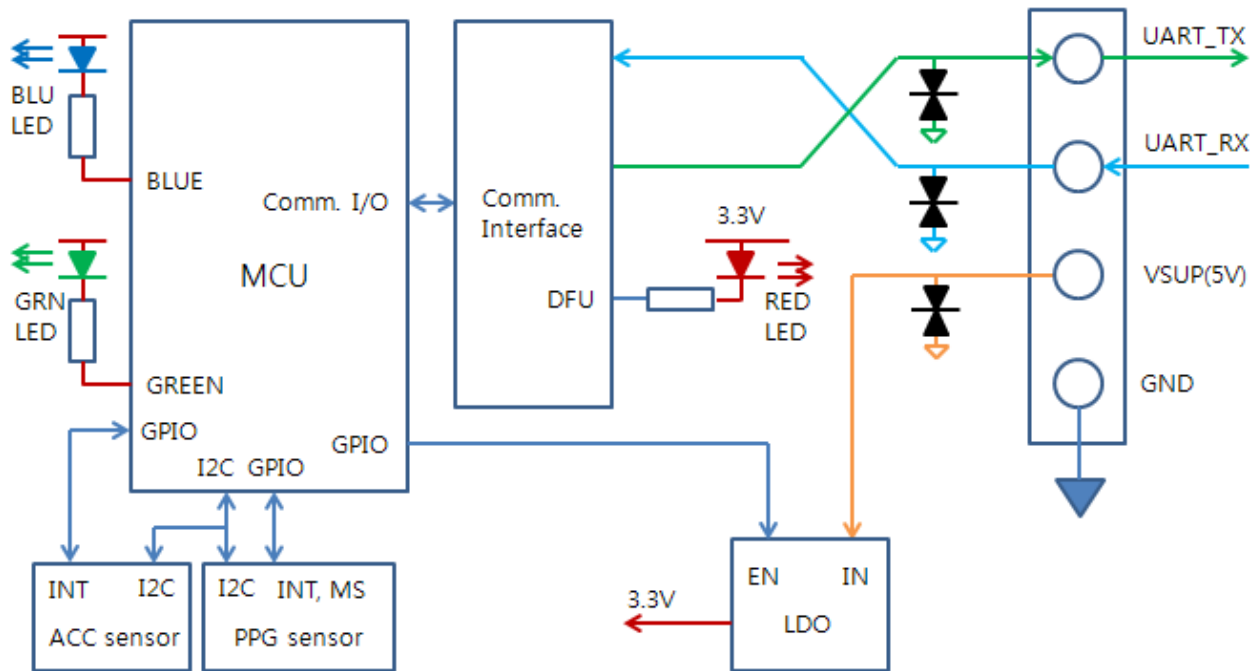 BLU
LED
BLUE
GRN
LED
GREEN
GPIO
MCU
Comm. I/O
GPIO
I2C GPIO
INT I2C
ACC sensor
I2C INT, MS
PPG sensor
Comm.
Interface
DFU
3.3V
RED
LED
UART_TX
UART_RX
VSUP(5V)
GND
EN IN
LDO
3.3V